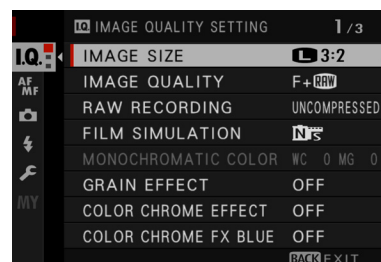 I.Q. IMAGE QUALITY SETTING 1/3
I.Q. IMAGE SIZE L 3:2
AF MF IMAGE QUALITY F+RAW
RAW RECORDING UNCOMPRESSED
FILM SIMULATION N S
MONOCHROMATIC COLOR WC 0 MG 0
GRAIN EFFECT OFF
MY COLOR CHROME EFFECT OFF
COLOR CHROME FX BLUE OFF
BACK EXIT